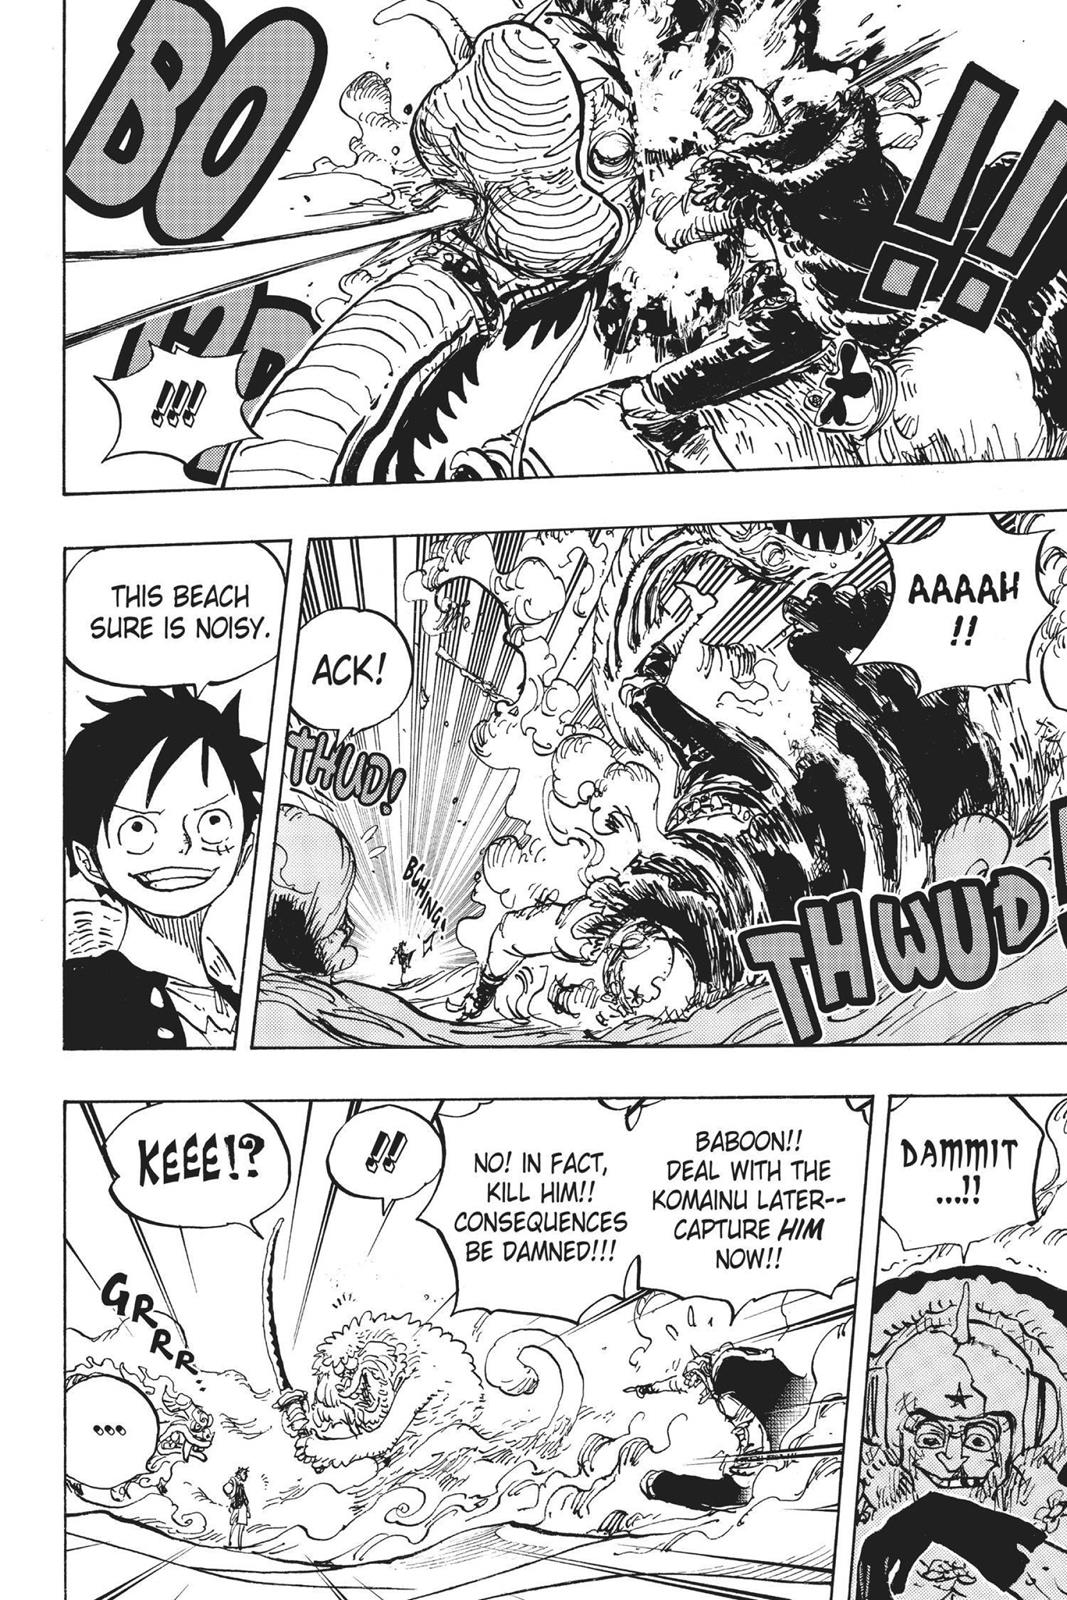 BO
!!
!!!
AAAAH
!!
THWUD
ACK!
THUD!
BCHING!
THIS BEACH
SURE IS NOISY.
DAMMIT
...!!
BABOON!!
DEAL WITH THE
KOMAINU LATER--
CAPTURE HIM
NOW!!
NO! IN FACT,
KILL HIM!!
CONSEQUENCES
BE DAMNED!!!
!!
KEEE!?
GRRR...
...